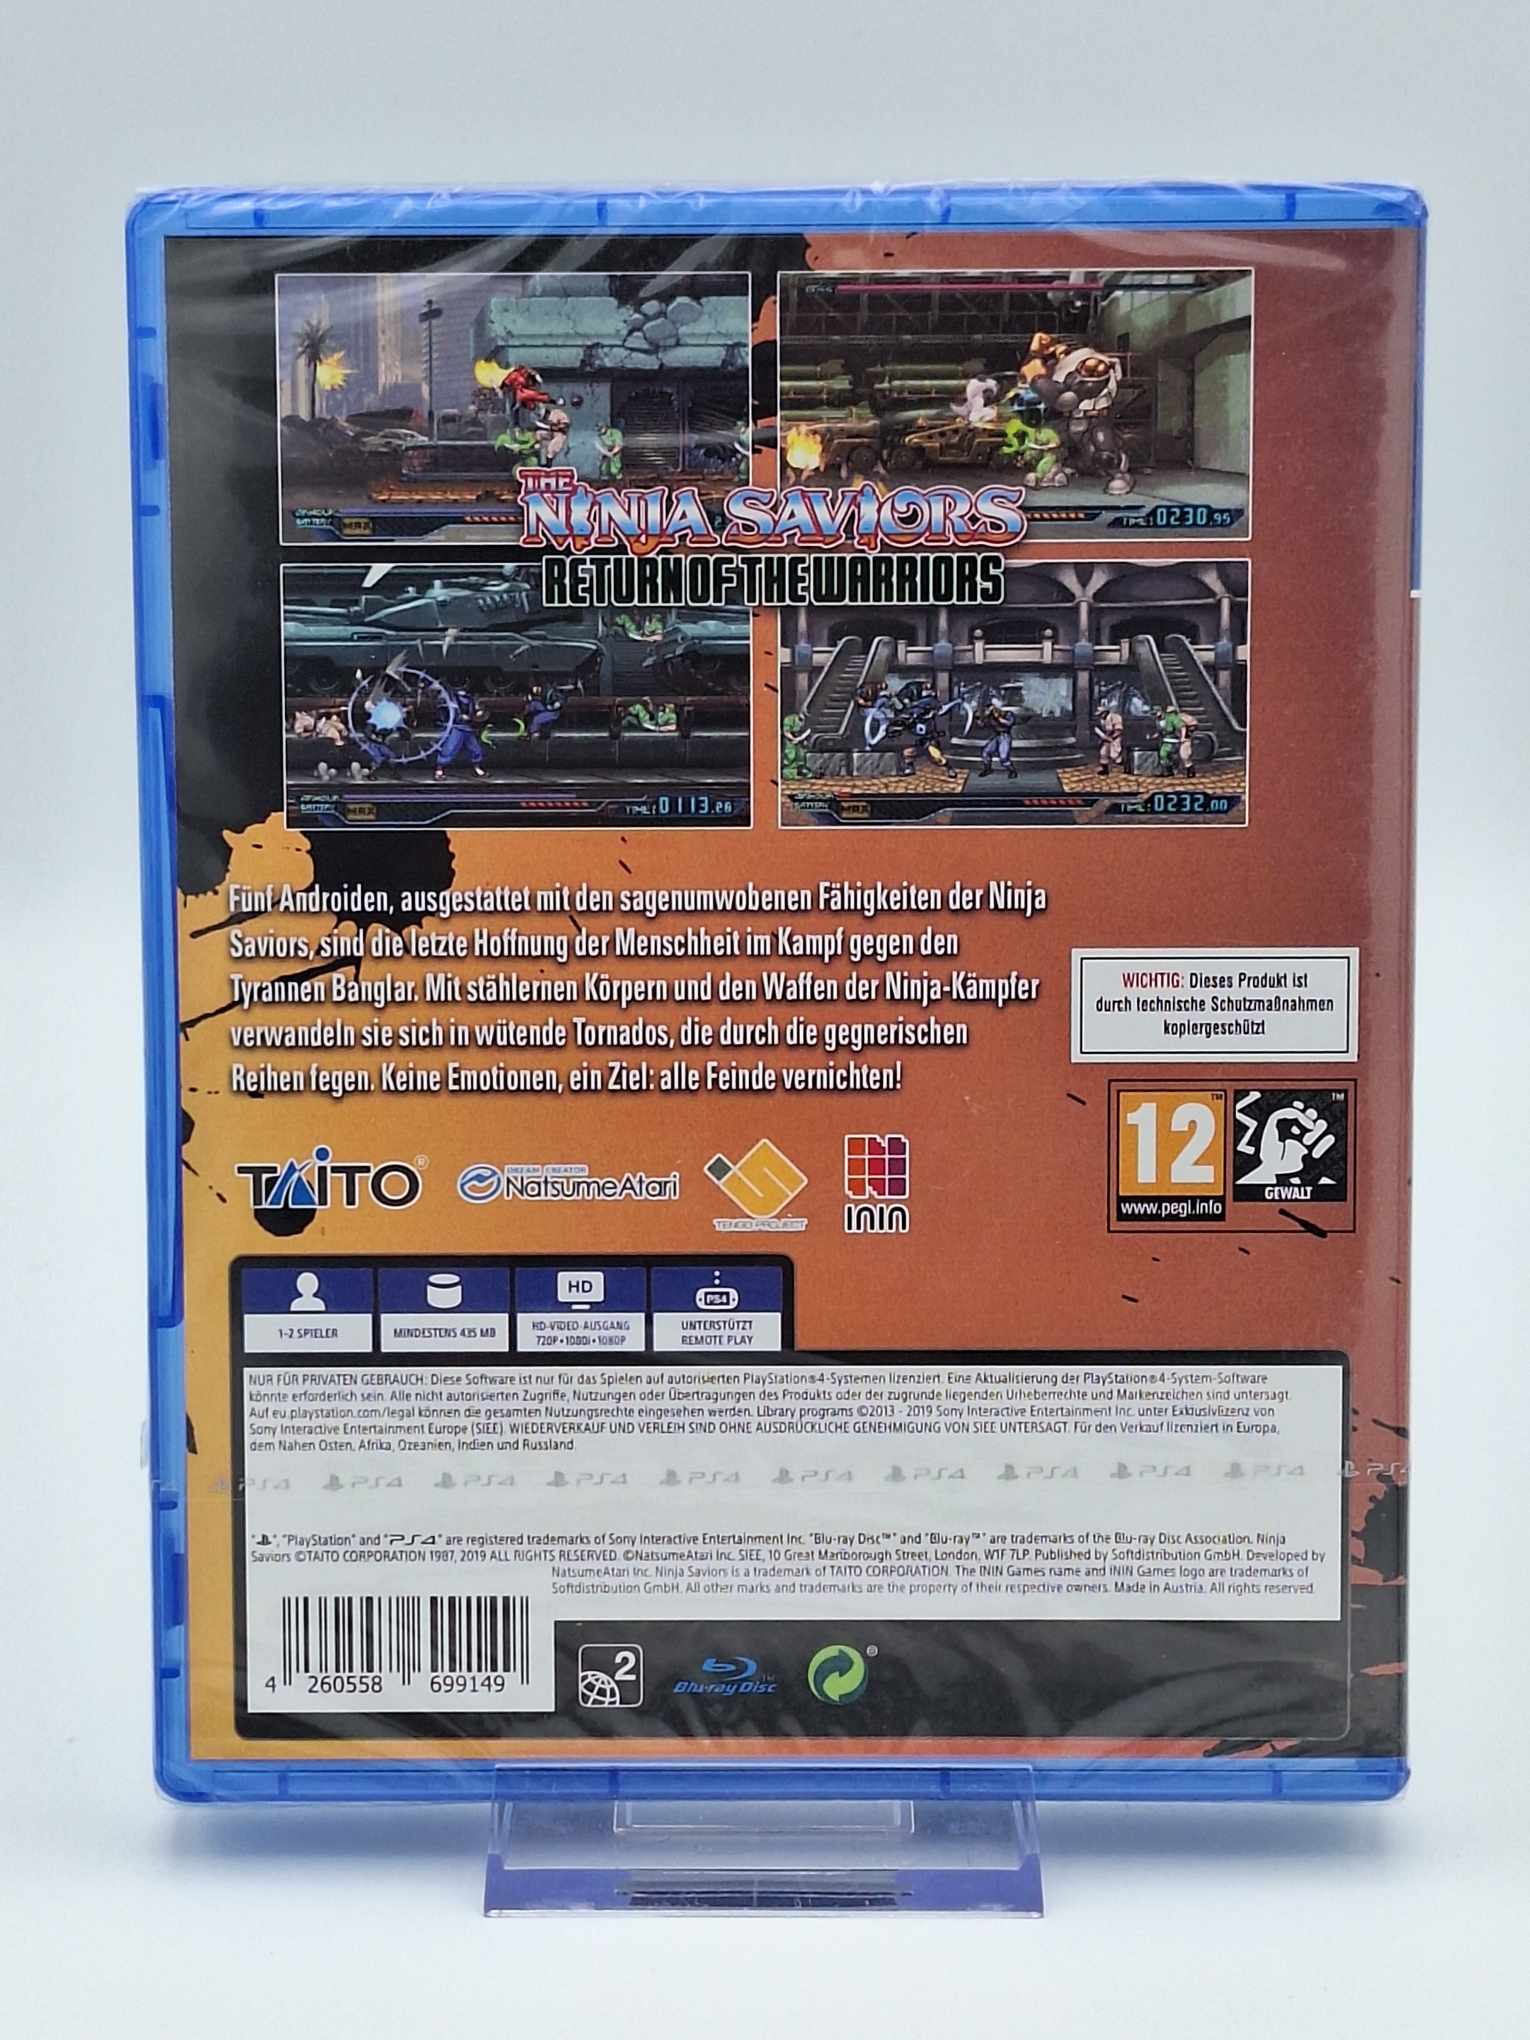 TIME:0230.95
THE
NINJA SAVIORS
RETURN OF THE WARRIORS
MAX
TIME:0113.20
MAX
TIME:0232.00
MAX
Fünf Androiden, ausgestattet mit den sagenumwobenen Fähigkeiten der Ninja
Saviors, sind die letzte Hoffnung der Menschheit im Kampf gegen den
Tyrannen Banglar. Mit stählernen Körpern und den Waffen der Ninja-Kämpfer
verwandeln sie sich in wütende Tornados, die durch die gegnerischen
Reihen fegen. Keine Emotionen, ein Ziel: alle Feinde vernichten!
WICHTIG: Dieses Produkt ist
durch technische Schutzmaßnahmen
kopiergeschützt
TAITO®
DREAM CREATOR
NatsumeAtari
TENGO PROJECT
ININ
12™
www.pegi.info
™
GEWALT
1-2 SPIELER
MINDESTENS 435 MB
HD
HD-VIDEO-AUSGANG
720P•1080i•1080P
PS4
UNTERSTÜTZT
REMOTE PLAY
NUR FÜR PRIVATEN GEBRAUCH: Diese Software ist nur für das Spielen auf autorisierten PlayStation®4-Systemen lizenziert. Eine Aktualisierung der PlayStation®4-System-Software
könnte erforderlich sein. Alle nicht autorisierten Zugriffe, Nutzungen oder Übertragungen des Produkts oder der zugrunde liegenden Urheberrechte und Markenzeichen sind untersagt.
Auf eu.playstation.com/legal können die gesamten Nutzungsrechte eingesehen werden. Library programs ©2013 - 2019 Sony Interactive Entertainment Inc. unter Exklusivlizenz von
Sony Interactive Entertainment Europe (SIEE). WIEDERVERKAUF UND VERLEIH SIND OHNE AUSDRÜCKLICHE GENEHMIGUNG VON SIEE UNTERSAGT. Für den Verkauf lizenziert in Europa,
dem Nahen Osten, Afrika, Ozeanien, Indien und Russland.
PS4 PS4 PS4 PS4 PS4 PS4 PS4 PS4 PS4 PS4 PS4
"PlayStation" and "PS4" are registered trademarks of Sony Interactive Entertainment Inc. "Blu-ray Disc™" and "Blu-ray™" are trademarks of the Blu-ray Disc Association. Ninja
Saviors ©TAITO CORPORATION 1987, 2019 ALL RIGHTS RESERVED. ©NatsumeAtari Inc. SIEE, 10 Great Marlborough Street, London, W1F 7LP. Published by Softdistribution GmbH. Developed by
NatsumeAtari Inc. Ninja Saviors is a trademark of TAITO CORPORATION. The ININ Games name and ININ Games logo are trademarks of
Softdistribution GmbH. All other marks and trademarks are the property of their respective owners. Made in Austria. All rights reserved.
4 260558 699149
2
Blu-ray Disc™
®